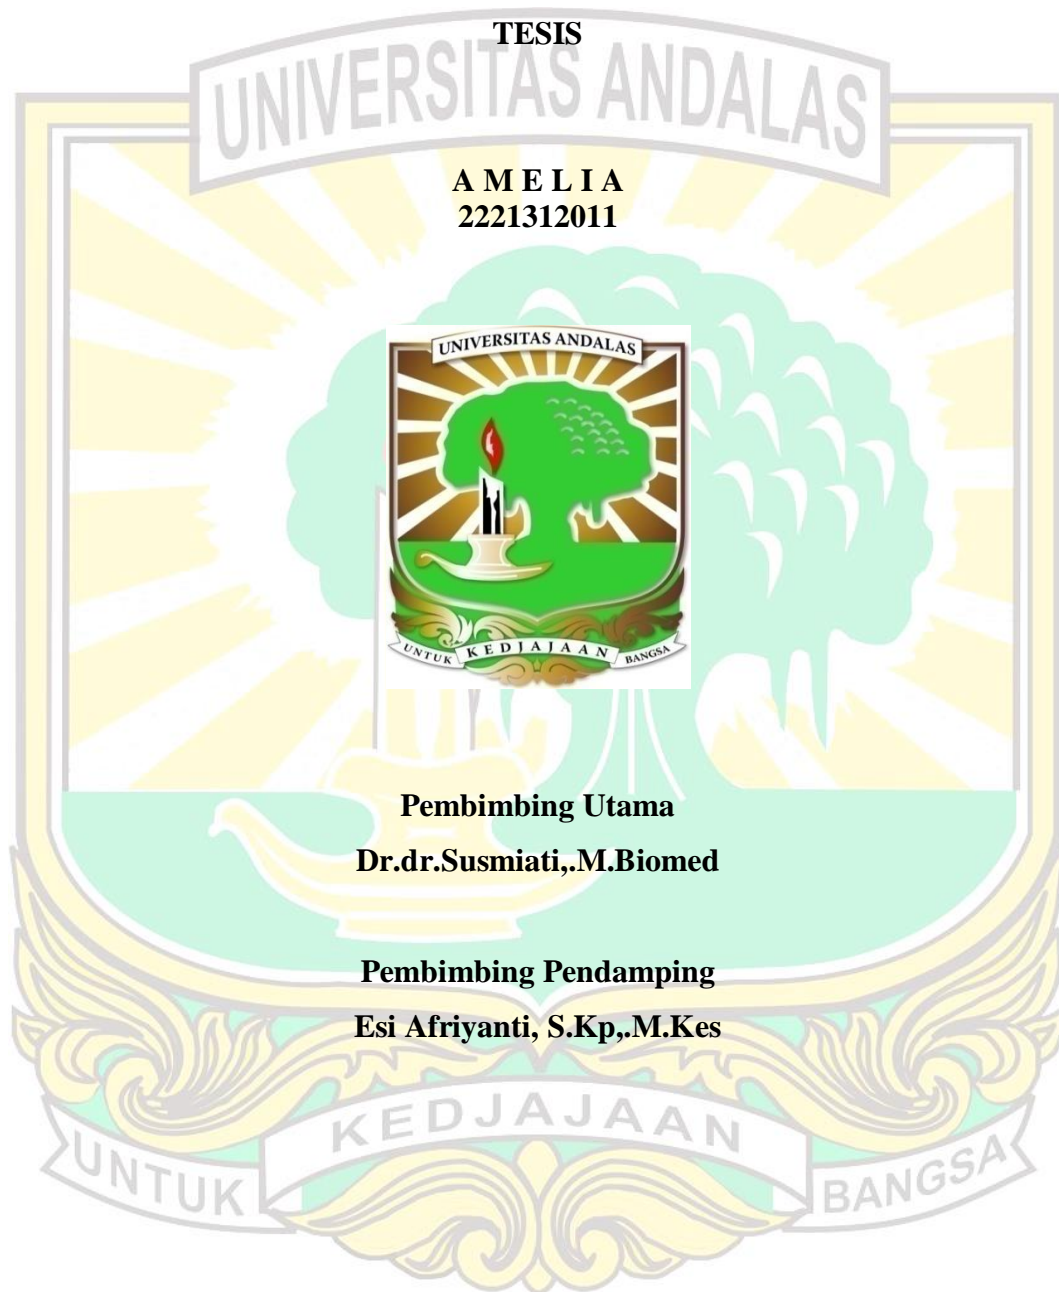 TESIS
UNIVERSITAS ANDALAS
A M E L I A
2221312011
UNIVERSITAS ANDALAS
UNTUK KEDJAJAAN BANGSA
Pembimbing Utama
Dr.dr.Susmiati,.M.Biomed
Pembimbing Pendamping
Esi Afriyanti, S.Kp,.M.Kes
UNTUK KEDJAJAAN BANGSA